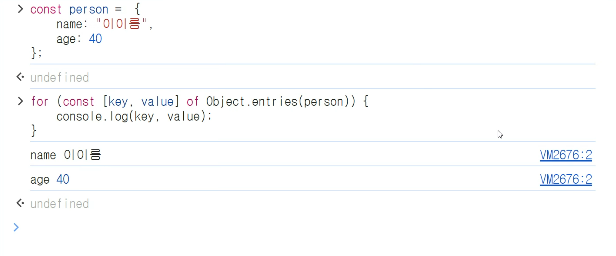 > const person = {
name: "이이름",
age: 40
};
undefined
> for (const [key, value] of Object.entries(person)) {
console.log(key, value);
}
name 이이름 VM2676:2
age 40 VM2676:2
undefined
>